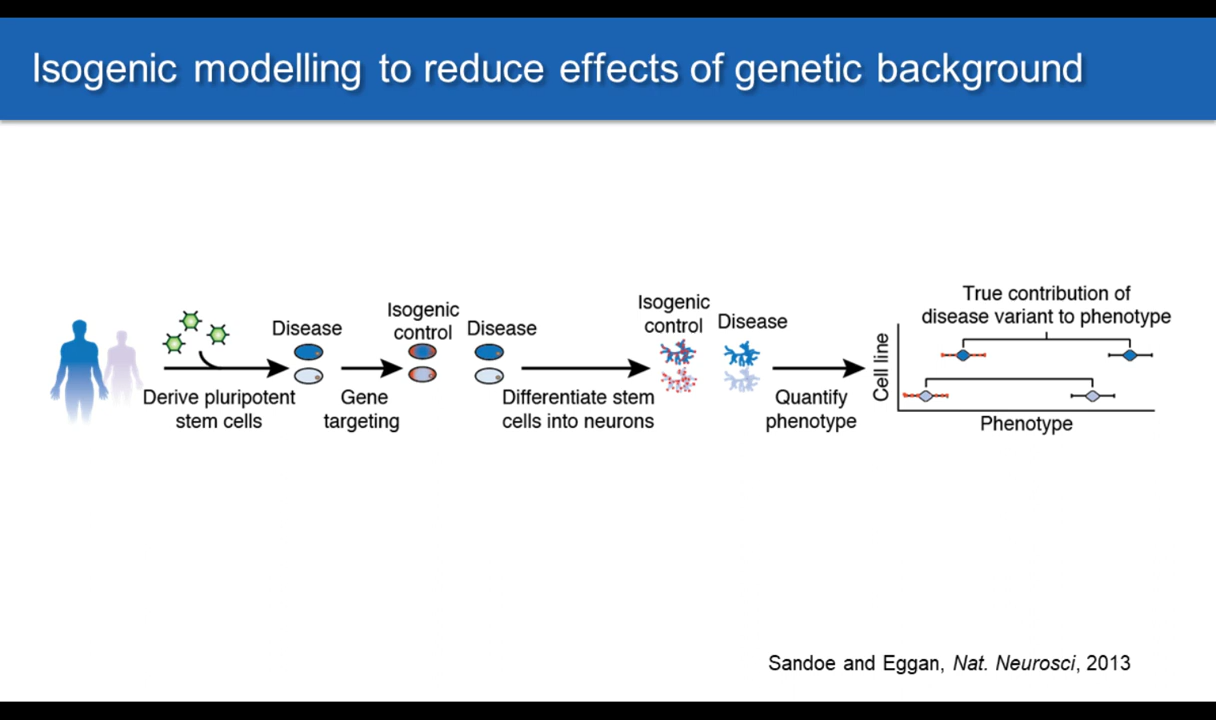 Isogenic modelling to reduce effects of genetic background
Derive pluripotent
stem cells
Disease
Gene
targeting
Isogenic
control
Disease
Differentiate stem
cells into neurons
Isogenic
control
Disease
Quantify
phenotype
True contribution of
disease variant to phenotype
Cell line
Phenotype
Sandoe and Eggan, Nat. Neurosci, 2013